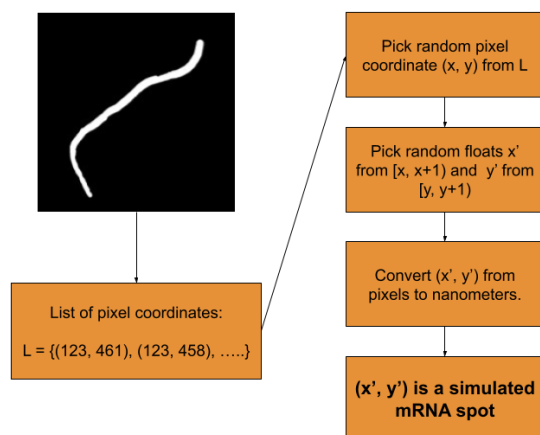 List of pixel coordinates:
L = {(123, 461), (123, 458), …..}
Pick random pixel
coordinate (x, y) from L
Pick random floats x’
from [x, x+1) and  y’ from
[y, y+1)
Convert (x’, y’) from
pixels to nanometers.
(x’, y’) is a simulated
mRNA spot